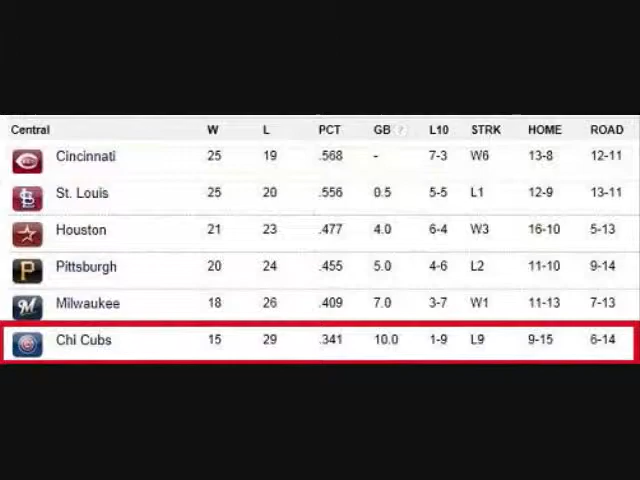 Central W L PCT GB ? L10 STRK HOME ROAD
Cincinnati 25 19 .568 - 7-3 W6 13-8 12-11
St. Louis 25 20 .556 0.5 5-5 L1 12-9 13-11
Houston 21 23 .477 4.0 6-4 W3 16-10 5-13
P Pittsburgh 20 24 .455 5.0 4-6 L2 11-10 9-14
M Milwaukee 18 26 .409 7.0 3-7 W1 11-13 7-13
Chi Cubs 15 29 .341 10.0 1-9 L9 9-15 6-14